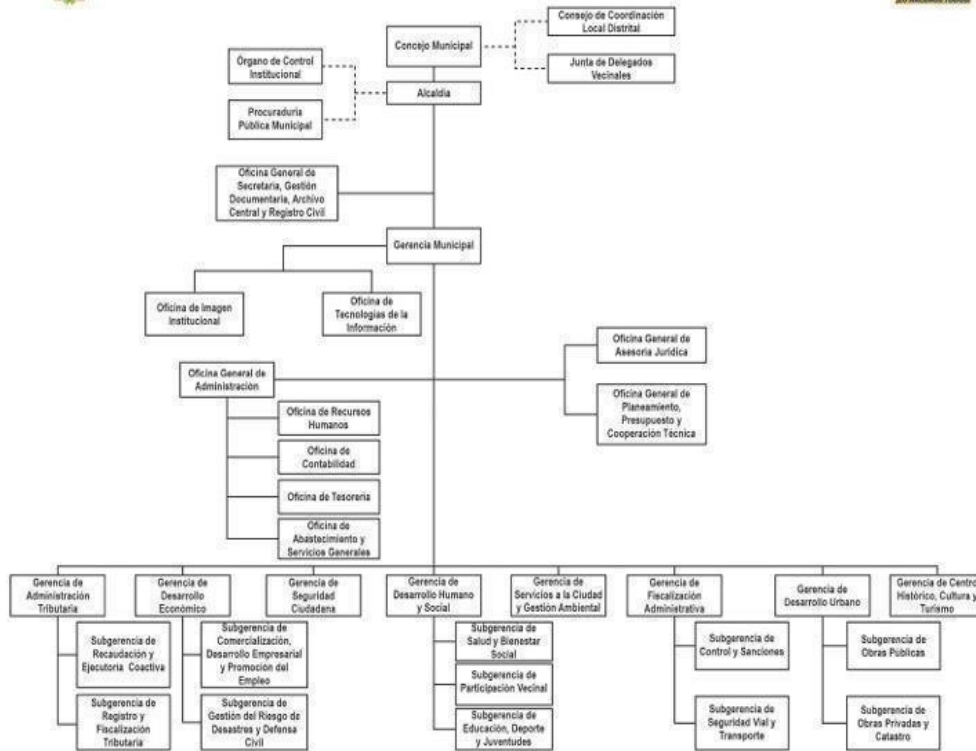 Consejo de Coordinación
Local Distrital
Concejo Municipal
Junta de Delegados
Vecinales
Órgano de Control
Institucional
Alcaldía
Procuraduría
Pública Municipal
Oficina General de
Secretaría, Gestión
Documentaria, Archivo
Central y Registro Civil
Gerencia Municipal
Oficina de Imagen
Institucional
Oficina de
Tecnologías de la
Información
Oficina General de
Asesoría Jurídica
Oficina General de
Administración
Oficina General de
Planeamiento,
Presupuesto y
Cooperación Técnica
Oficina de Recursos
Humanos
Oficina de
Contabilidad
Oficina de Tesorería
Oficina de
Abastecimiento y
Servicios Generales
Gerencia de
Administración
Tributaria
Gerencia de
Desarrollo
Económico
Gerencia de
Seguridad
Ciudadana
Gerencia de
Desarrollo Humano
y Social
Gerencia de
Servicios a la Ciudad
y Gestión Ambiental
Gerencia de
Fiscalización
Administrativa
Gerencia de
Desarrollo Urbano
Gerencia de Centro
Histórico, Cultura y
Turismo
Subgerencia de
Recaudación y
Ejecutoría Coactiva
Subgerencia de
Comercialización,
Desarrollo Empresarial
y Promoción del
Empleo
Subgerencia de
Salud y Bienestar
Social
Subgerencia de
Control y Sanciones
Subgerencia de
Obras Públicas
Subgerencia de
Participación Vecinal
Subgerencia de
Registro y
Fiscalización
Tributaria
Subgerencia de
Gestión del Riesgo de
Desastres y Defensa
Civil
Subgerencia de
Educación, Deporte
y Juventudes
Subgerencia de
Seguridad Vial y
Transporte
Subgerencia de
Obras Privadas y
Catastro